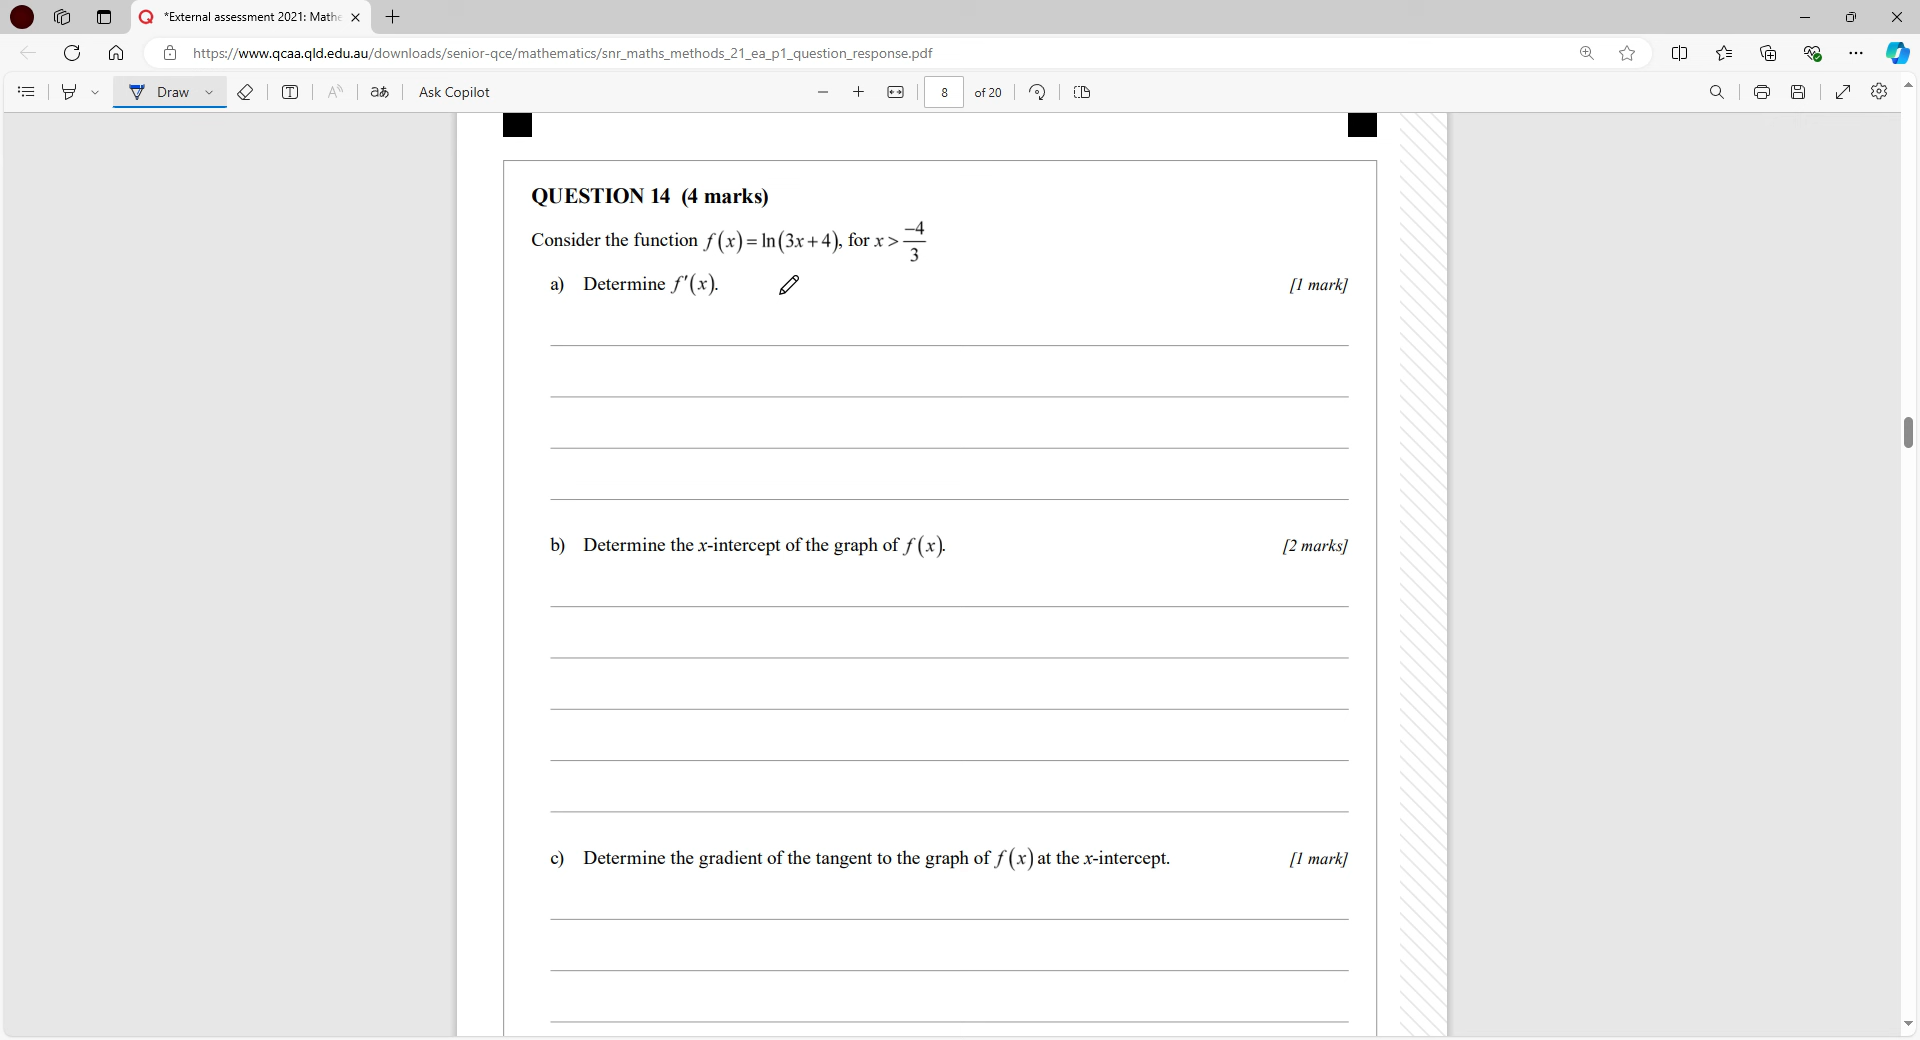 *External assessment 2021: Mathe
https://www.qcaa.qld.edu.au/downloads/senior-qce/mathematics/snr_maths_methods_21_ea_p1_question_response.pdf
Draw
aあ
Ask Copilot
8 of 20
QUESTION 14 (4 marks)
Consider the function f(x)=ln(3x+4), for x > -4/3
a) Determine f′(x). [1 mark]
b) Determine the x-intercept of the graph of f(x). [2 marks]
c) Determine the gradient of the tangent to the graph of f(x) at the x-intercept. [1 mark]